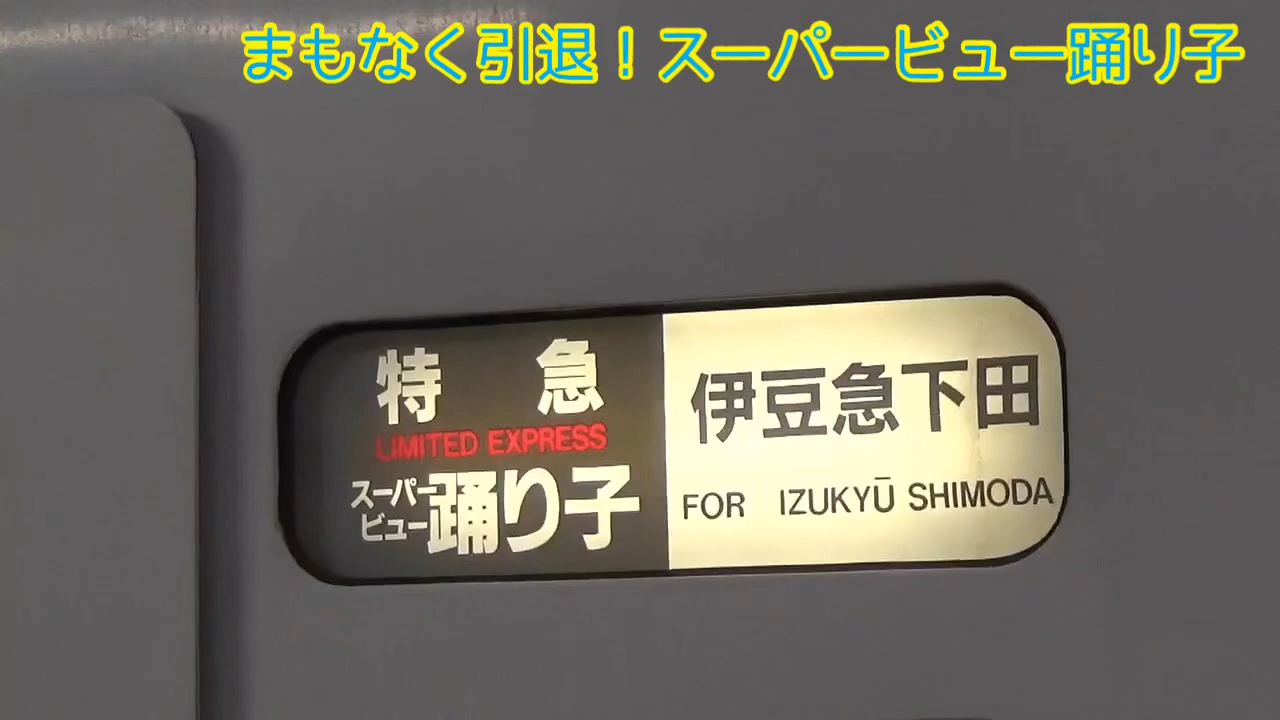 まもなく引退！スーパービュー踊り子
特急
LIMITED EXPRESS
スーパービュー踊り子
伊豆急下田
FOR IZUKYŪ SHIMODA